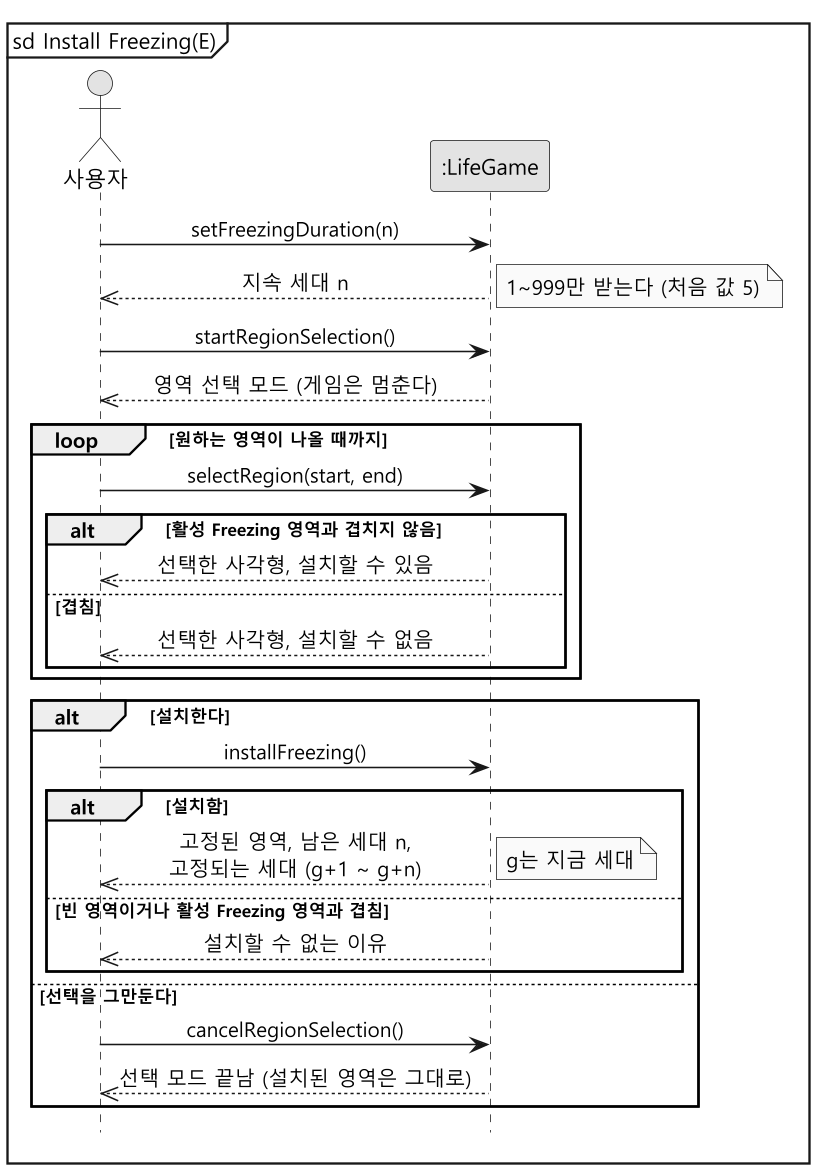 sd Install Freezing(E)
사용자
:LifeGame
setFreezingDuration(n)
지속 세대 n
1~999만 받는다 (처음 값 5)
startRegionSelection()
영역 선택 모드 (게임은 멈춘다)
loop
[원하는 영역이 나올 때까지]
selectRegion(start, end)
alt
[활성 Freezing 영역과 겹치지 않음]
선택한 사각형, 설치할 수 있음
[겹침]
선택한 사각형, 설치할 수 없음
alt
[설치한다]
installFreezing()
alt
[설치함]
고정된 영역, 남은 세대 n,
고정되는 세대 (g+1 ~ g+n)
g는 지금 세대
[빈 영역이거나 활성 Freezing 영역과 겹침]
설치할 수 없는 이유
[선택을 그만둔다]
cancelRegionSelection()
선택 모드 끝남 (설치된 영역은 그대로)